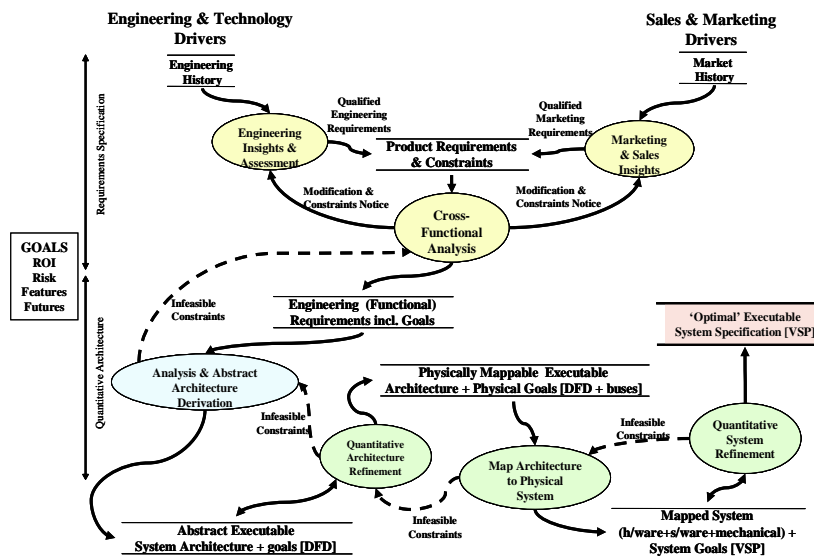 Engineering & Technology
Drivers
Sales & Marketing
Drivers
Engineering
History
Market
History
Qualified
Engineering
Requirements
Qualified
Marketing
Requirements
Engineering
Insights &
Assessment
Product Requirements
& Constraints
Marketing
& Sales
Insights
Modification &
Constraints Notice
Modification &
Constraints Notice
Cross-
Functional
Analysis
Requirements Specification
GOALS
ROI
Risk
Features
Futures
Quantitative Architecture
Infeasible
Constraints
Engineering (Functional)
Requirements incl. Goals
‘Optimal’ Executable
System Specification [VSP]
Analysis & Abstract
Architecture
Derivation
Physically Mappable Executable
Architecture + Physical Goals [DFD + buses]
Infeasible
Constraints
Quantitative
Architecture
Refinement
Infeasible
Constraints
Quantitative
System
Refinement
Map Architecture
to Physical
System
Infeasible
Constraints
Abstract Executable
System Architecture + goals [DFD]
Mapped System
(h/ware+s/ware+mechanical) +
System Goals [VSP]